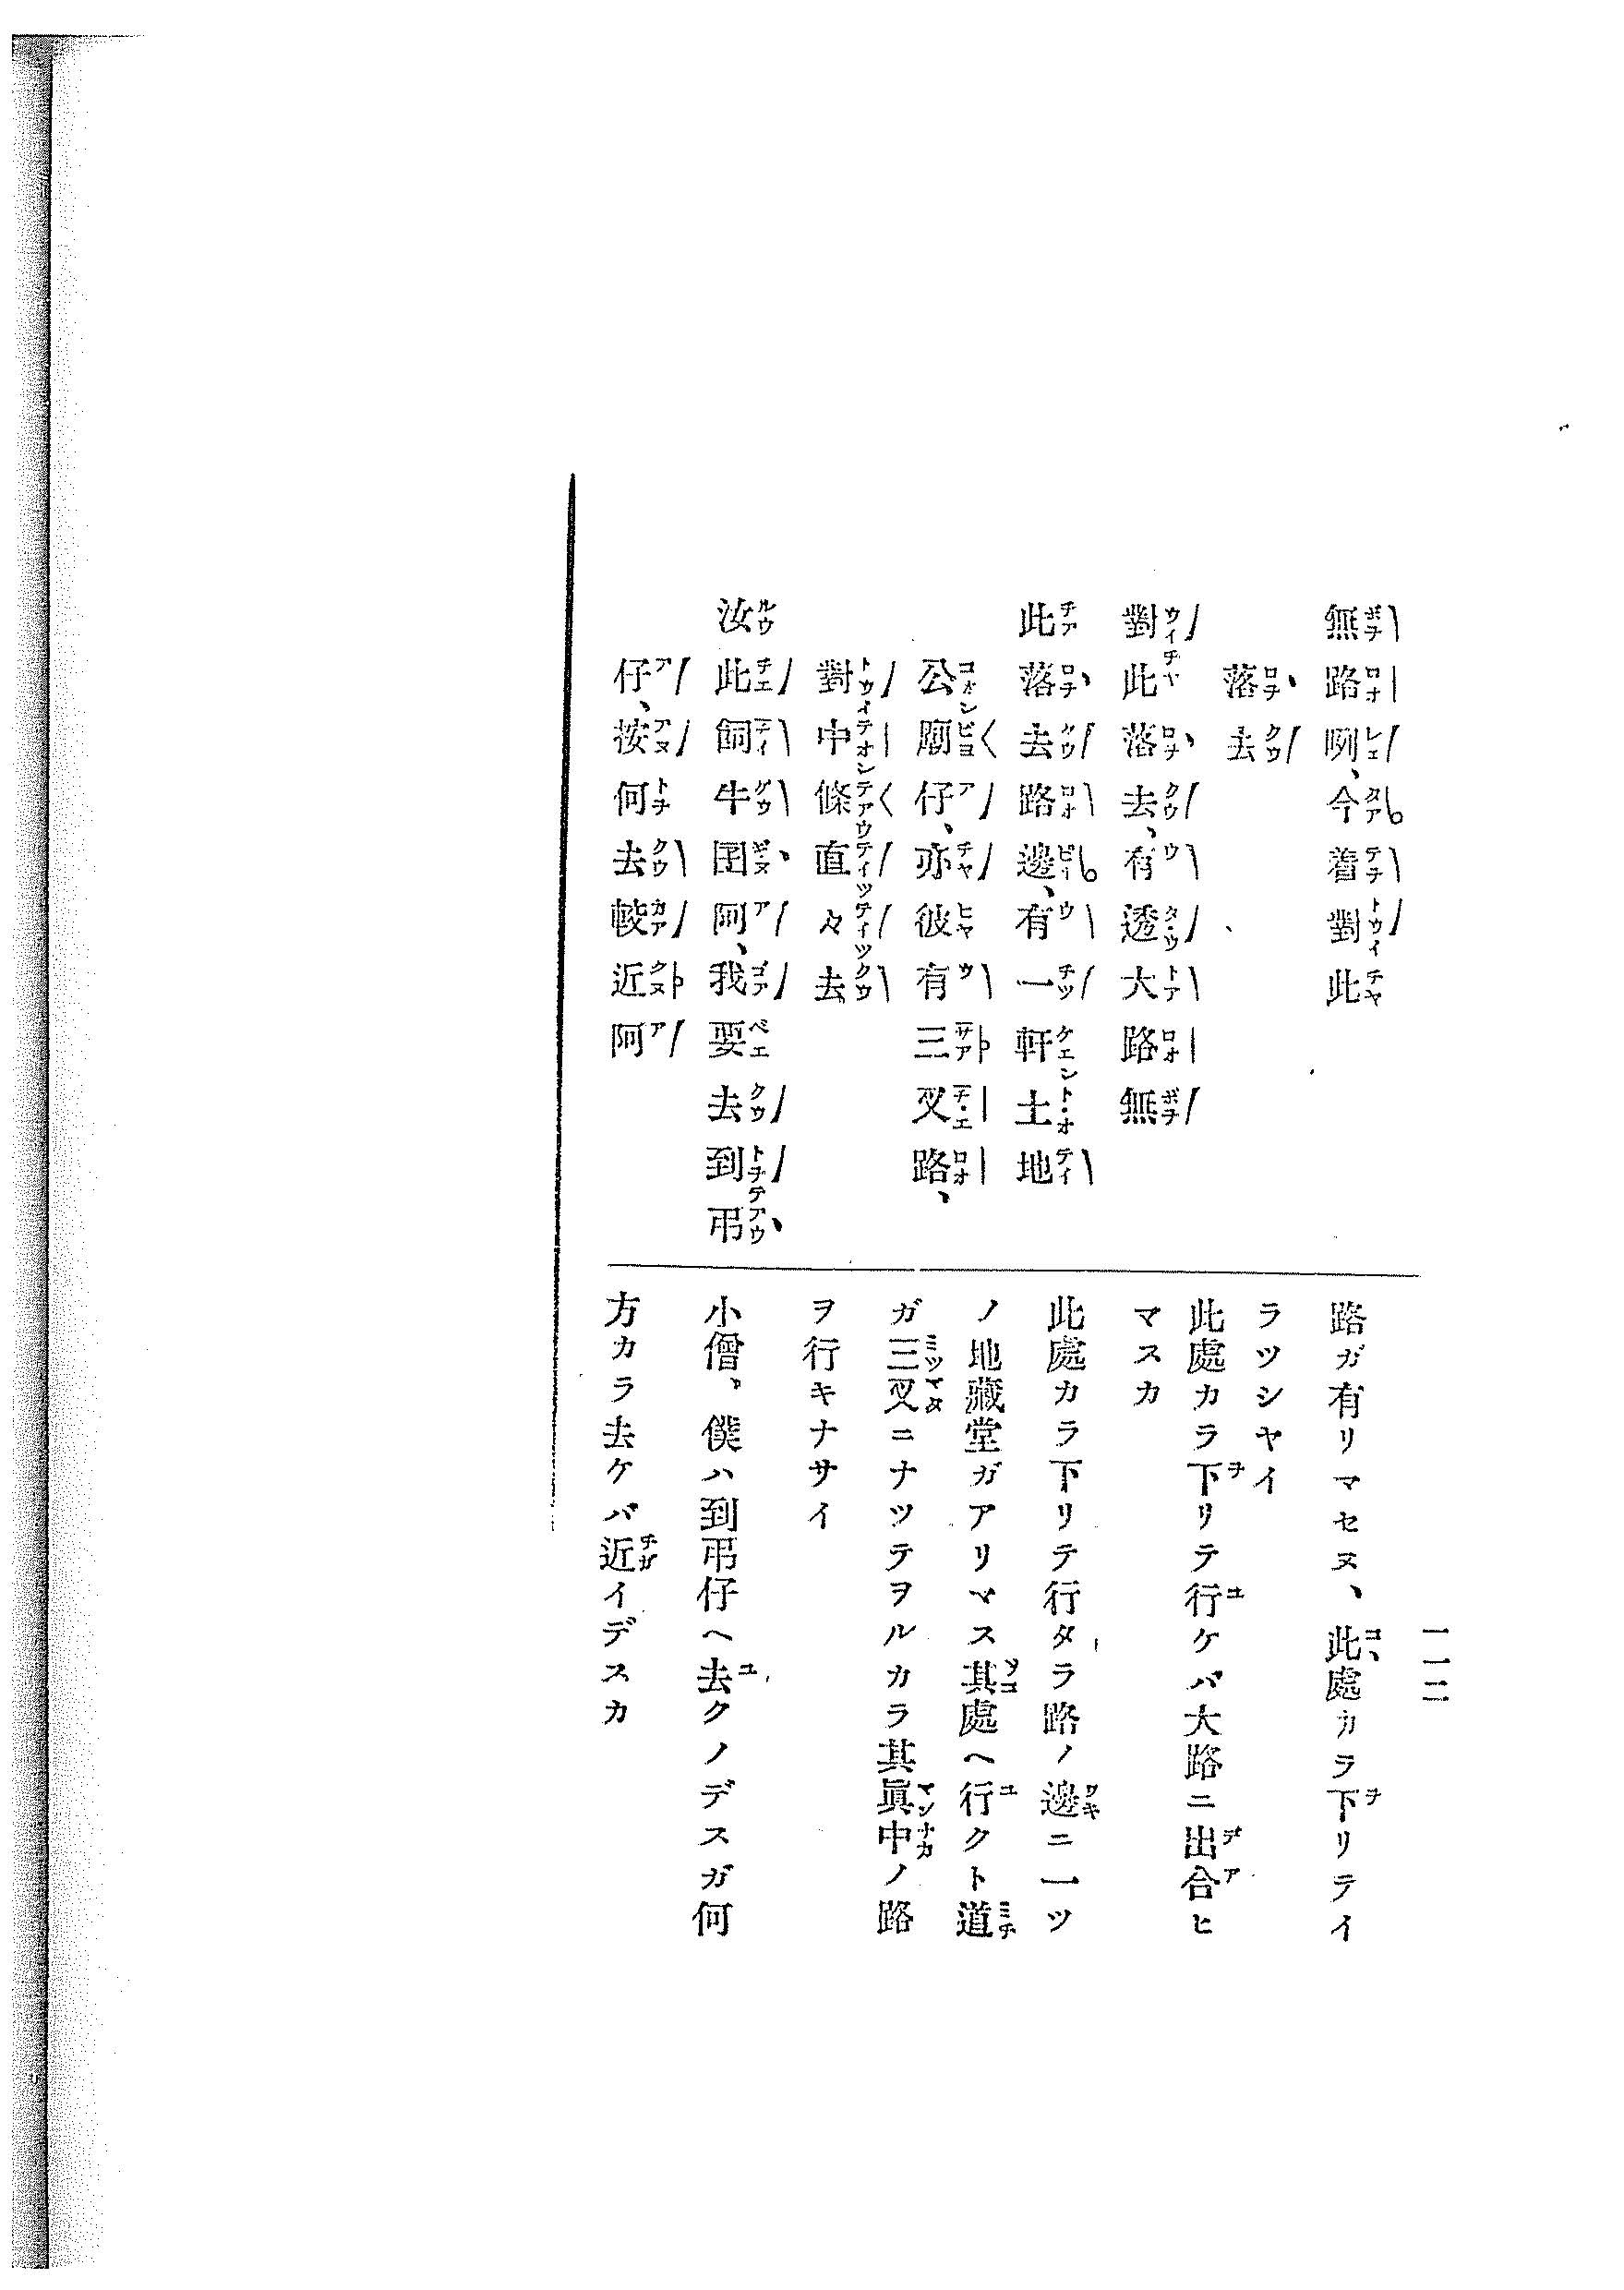 一一二
無路咧、今着對此
落去
對此落去、有透大路無
此落去路邊、有一軒土地
公廟仔、亦彼有三叉路、
對中條直々去
汝此飼牛囝阿、我要去到弔
仔、按何去較近阿
路ガ有リマセヌ、此處カラ下リテイ
ラツシヤイ
此處カラ下リテ行ケバ大路ニ出合ヒ
マスカ
此處カラ下リテ行タラ路ノ邊ニ一ツ
ノ地藏堂ガアリマス其處ヘ行クト道
ガ三叉ニナツテヲルカラ其眞中ノ路
ヲ行キナサイ
小僧、僕ハ到弔仔ヘ去クノデスガ何
方カラ去ケバ近イデスカ